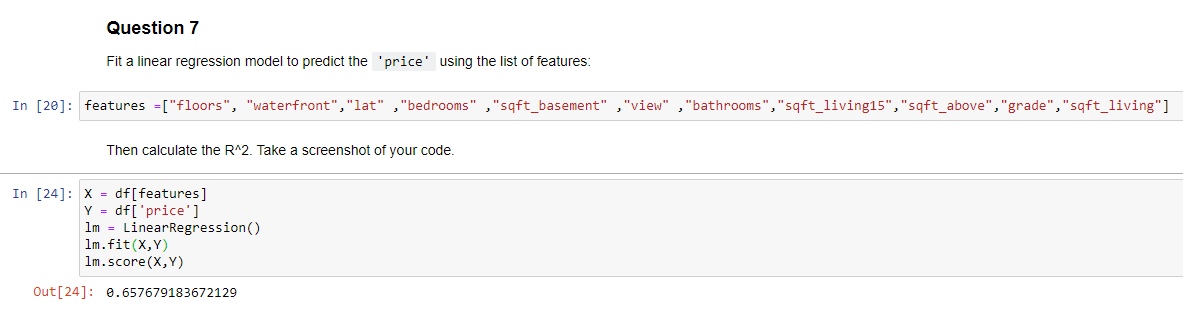 Question 7
Fit a linear regression model to predict the 'price' using the list of features:
In [20]: features =["floors", "waterfront","lat" ,"bedrooms" ,"sqft_basement" ,"view" ,"bathrooms","sqft_living15","sqft_above","grade","sqft_living"]
Then calculate the R^2. Take a screenshot of your code.
In [24]: X = df[features]
Y = df['price']
lm = LinearRegression()
lm.fit(X,Y)
lm.score(X,Y)
Out[24]: 0.657679183672129